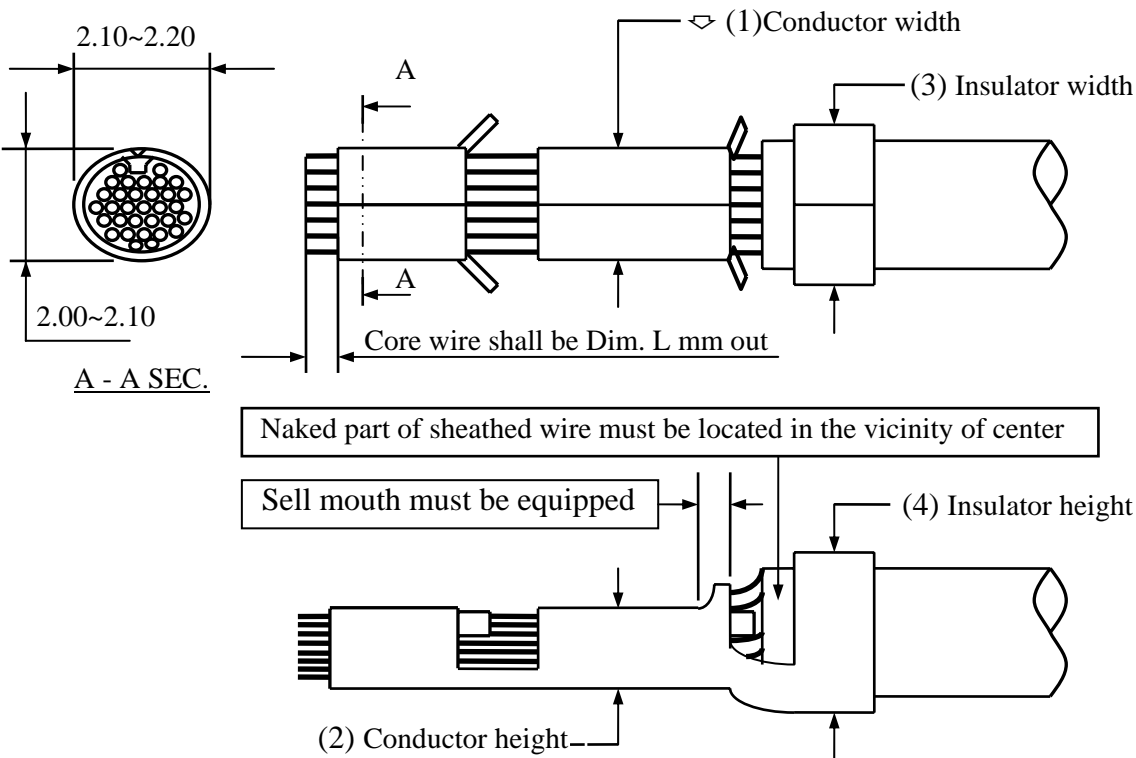 2.10~2.20
A
(1)Conductor width
(3) Insulator width
A
2.00~2.10
Core wire shall be Dim. L mm out
A - A SEC.
Naked part of sheathed wire must be located in the vicinity of center
Sell mouth must be equipped
(4) Insulator height
(2) Conductor height